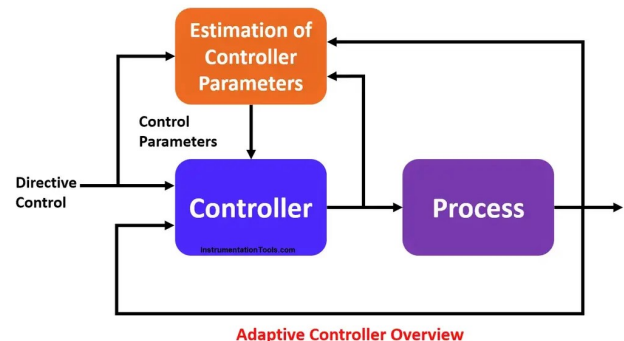 Estimation of
Controller
Parameters
Control
Parameters
Directive
Control
Controller
InstrumentationTools.com
Process
Adaptive Controller Overview